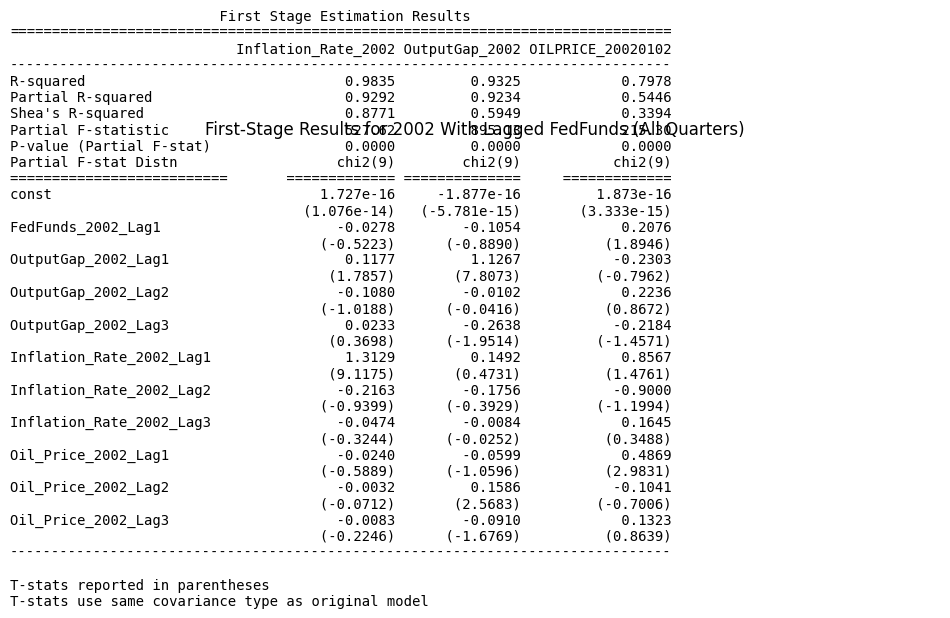 First Stage Estimation Results
===============================================================================
Inflation_Rate_2002 OutputGap_2002 OILPRICE_20020102
-------------------------------------------------------------------------------
R-squared 0.9835 0.9325 0.7978
Partial R-squared 0.9292 0.9234 0.5446
Shea's R-squared 0.8771 0.5949 0.3394
Partial F-statistic
First-Stage Results for 2002 With Lagged FedFunds (All Quarters)
P-value (Partial F-stat) 0.0000 0.0000 0.0000
Partial F-stat Distn chi2(9) chi2(9) chi2(9)
========================== ============= ============== =============
const 1.727e-16 -1.877e-16 1.873e-16
(1.076e-14) (-5.781e-15) (3.333e-15)
FedFunds_2002_Lag1 -0.0278 -0.1054 0.2076
(-0.5223) (-0.8890) (1.8946)
OutputGap_2002_Lag1 0.1177 1.1267 -0.2303
(1.7857) (7.8073) (-0.7962)
OutputGap_2002_Lag2 -0.1080 -0.0102 0.2236
(-1.0188) (-0.0416) (0.8672)
OutputGap_2002_Lag3 0.0233 -0.2638 -0.2184
(0.3698) (-1.9514) (-1.4571)
Inflation_Rate_2002_Lag1 1.3129 0.1492 0.8567
(9.1175) (0.4731) (1.4761)
Inflation_Rate_2002_Lag2 -0.2163 -0.1756 -0.9000
(-0.9399) (-0.3929) (-1.1994)
Inflation_Rate_2002_Lag3 -0.0474 -0.0084 0.1645
(-0.3244) (-0.0252) (0.3488)
Oil_Price_2002_Lag1 -0.0240 -0.0599 0.4869
(-0.5889) (-1.0596) (2.9831)
Oil_Price_2002_Lag2 -0.0032 0.1586 -0.1041
(-0.0712) (2.5683) (-0.7006)
Oil_Price_2002_Lag3 -0.0083 -0.0910 0.1323
(-0.2246) (-1.6769) (0.8639)
-------------------------------------------------------------------------------
T-stats reported in parentheses
T-stats use same covariance type as original model